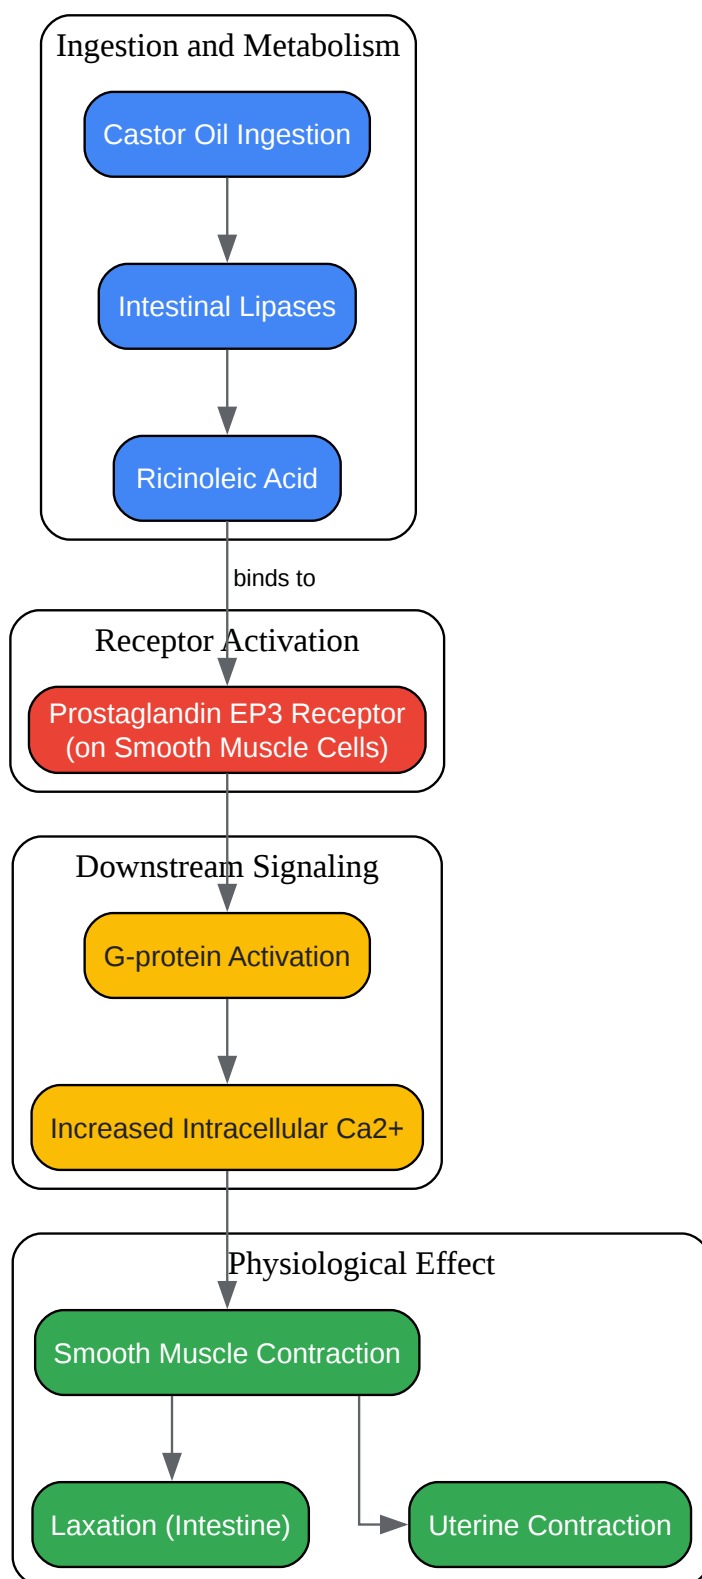 Ingestion and Metabolism
Castor Oil Ingestion
Intestinal Lipases
Ricinoleic Acid
binds to
Receptor Activation
Prostaglandin EP3 Receptor
(on Smooth Muscle Cells)
Downstream Signaling
G-protein Activation
Increased Intracellular Ca2+
Physiological Effect
Smooth Muscle Contraction
Laxation (Intestine)
Uterine Contraction